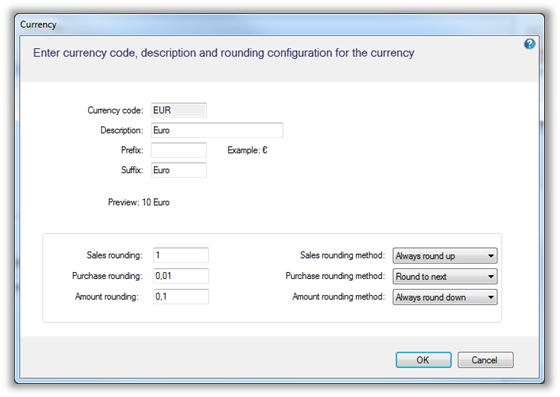 Currency
Enter currency code, description and rounding configuration for the currency
?
Currency code: EUR
Description: Euro
Prefix: Example: €
Suffix: Euro
Preview: 10 Euro
Sales rounding: 1 Sales rounding method: Always round up
Purchase rounding: 0,01 Purchase rounding method: Round to next
Amount rounding: 0,1 Amount rounding method: Always round down
OK Cancel